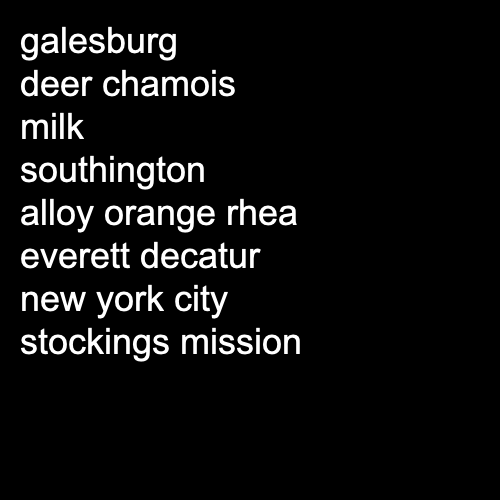 galesburg
deer chamois
milk
southington
alloy orange rhea
everett decatur
new york city
stockings mission